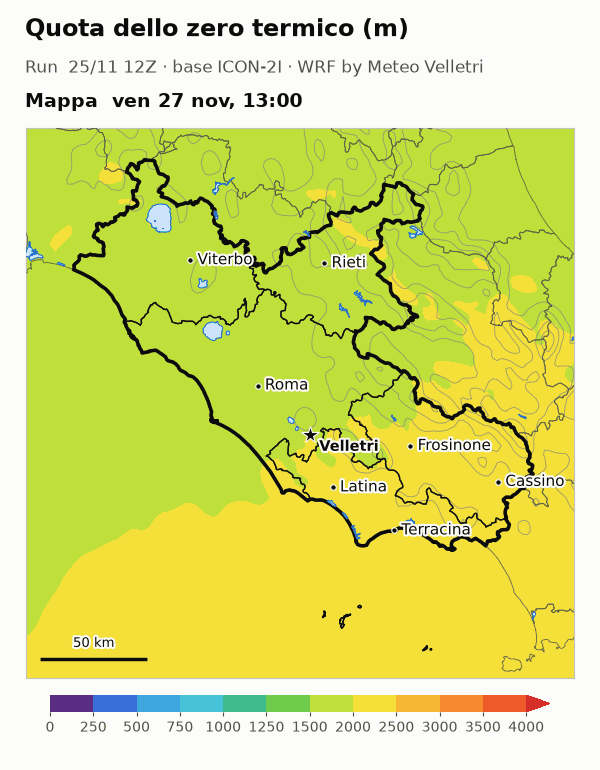 Quota dello zero termico (m)
Run  25/11 12Z · base ICON-2I · WRF by Meteo Velletri
Mappa  ven 27 nov, 13:00
Viterbo
Rieti
Roma
Velletri
Frosinone
Cassino
Latina
Terracina
50 km
0 250 500 750 1000 1250 1500 2000 2500 3000 3500 4000